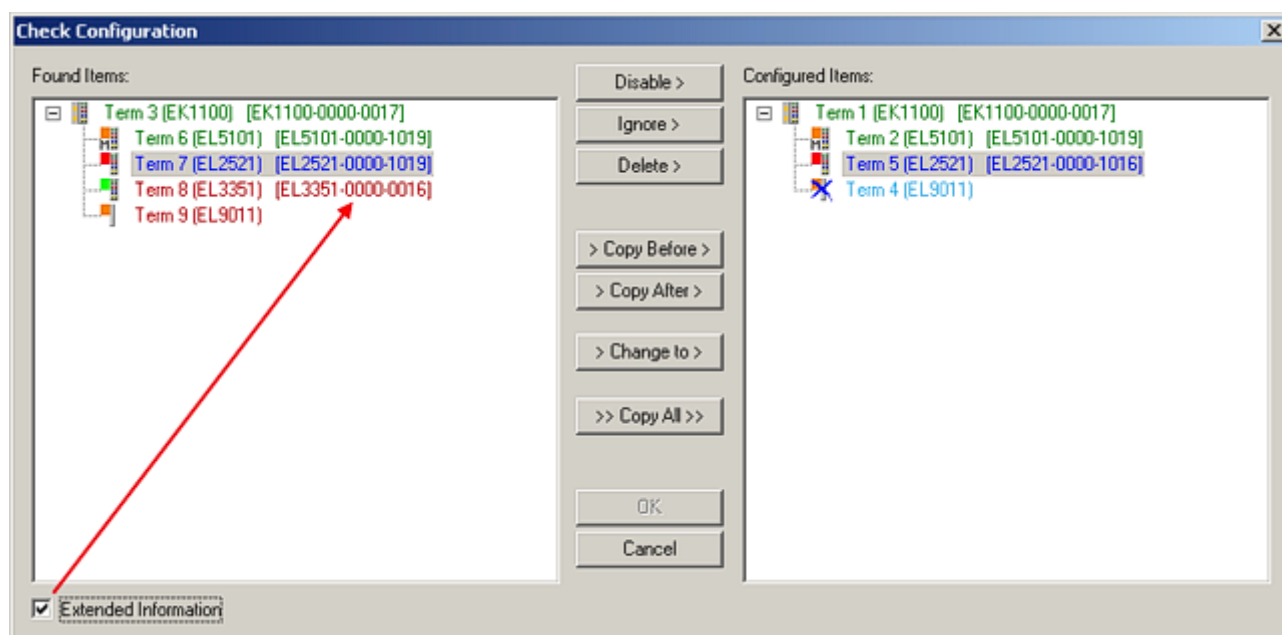 Check Configuration
Found Items:
Term 3 (EK1100) [EK1100-0000-0017]
Term 6 (EL5101) [EL5101-0000-1019]
Term 7 (EL2521) [EL2521-0000-1019]
Term 8 (EL3351) [EL3351-0000-0016]
Term 9 (EL9011)
Extended Information
Disable >
Ignore >
Delete >
> Copy Before >
> Copy After >
> Change to >
>> Copy All >>
OK
Cancel
Configured Items:
Term 1 (EK1100) [EK1100-0000-0017]
Term 2 (EL5101) [EL5101-0000-1019]
Term 5 (EL2521) [EL2521-0000-1016]
Term 4 (EL9011)